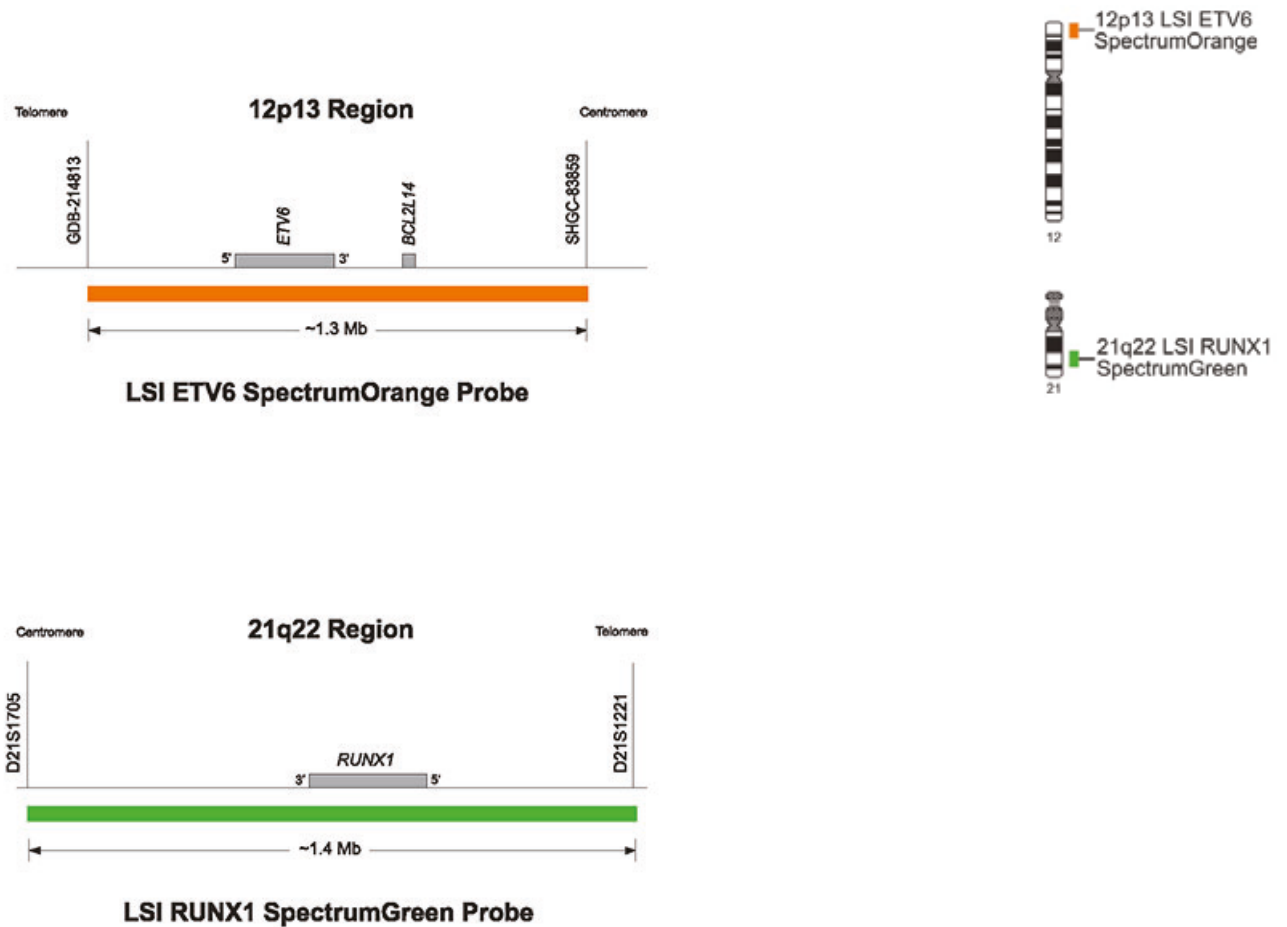 12p13 LSI ETV6
SpectrumOrange
12
21q22 LSI RUNX1
SpectrumGreen
21
12p13 Region
Telomere
Centromere
GDB-214813
ETV6
BCL2L14
SHGC-83859
5'
3'
~1.3 Mb
LSI ETV6 SpectrumOrange Probe
21q22 Region
Centromere
Telomere
D21S1705
RUNX1
D21S1221
3'
5'
~1.4 Mb
LSI RUNX1 SpectrumGreen Probe